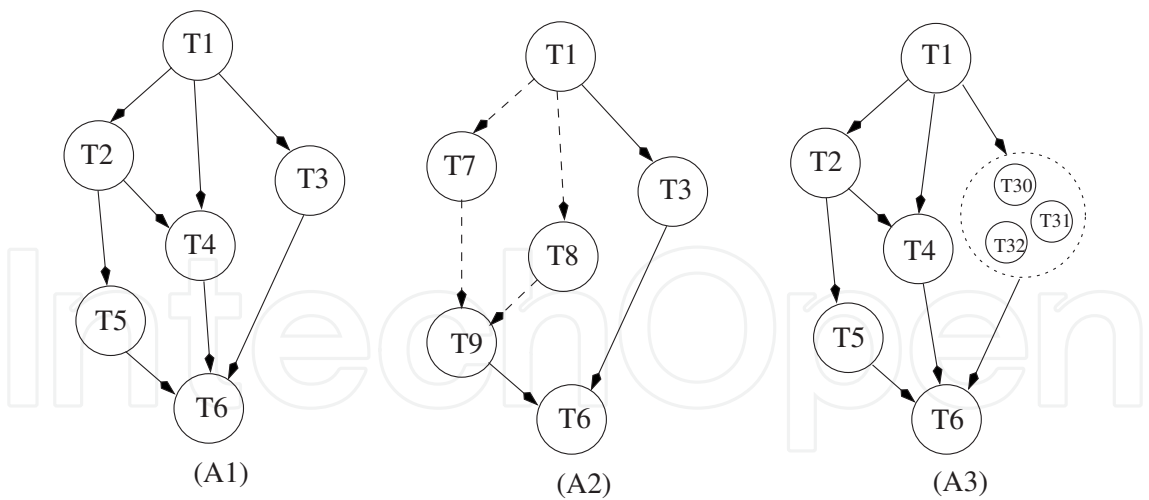 T1
T2
T3
T4
T5
T6
(A1)
T1
T7
T3
T8
T9
T6
(A2)
T1
T2
T30
T31
T32
T4
T5
T6
(A3)
IntechOpen